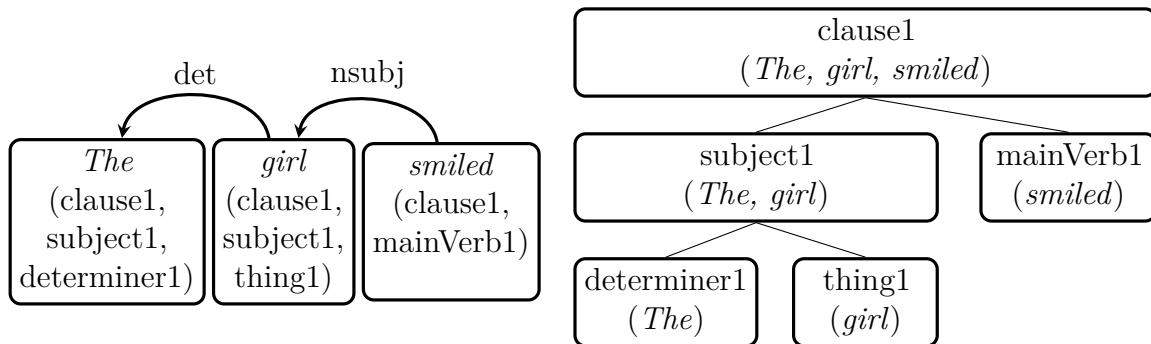 det
nsubj
The
(clause1,
subject1,
determiner1)
girl
(clause1,
subject1,
thing1)
smiled
(clause1,
mainVerb1)
clause1
(The, girl, smiled)
subject1
(The, girl)
mainVerb1
(smiled)
determiner1
(The)
thing1
(girl)